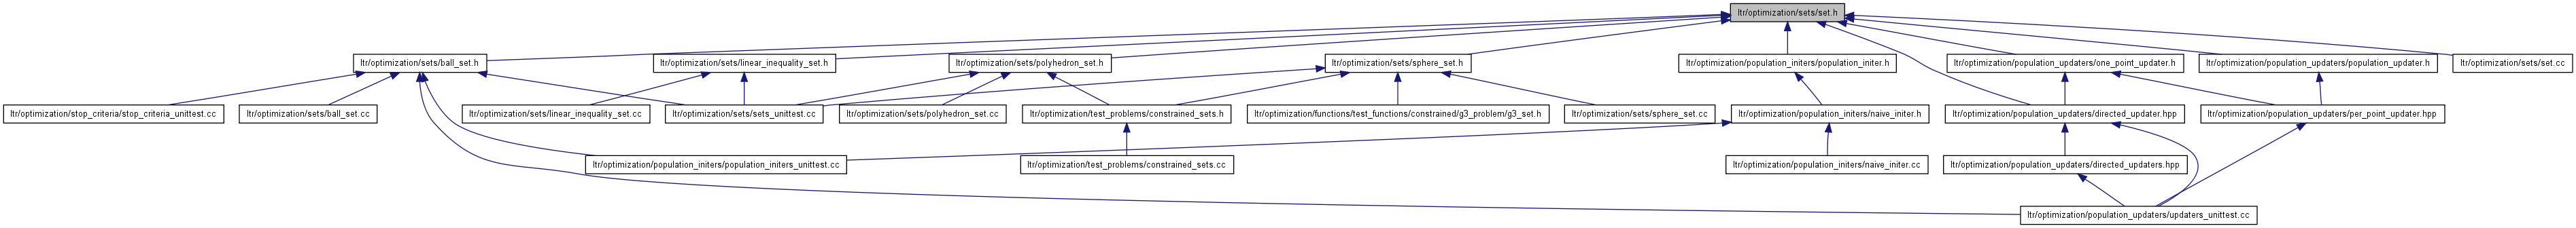 ltr/optimization/sets/set.h
ltr/optimization/sets/ball_set.h
ltr/optimization/sets/linear_inequality_set.h
ltr/optimization/sets/polyhedron_set.h
ltr/optimization/sets/sphere_set.h
ltr/optimization/population_initers/population_initer.h
ltr/optimization/population_updaters/one_point_updater.h
ltr/optimization/population_updaters/population_updater.h
ltr/optimization/sets/set.cc
ltr/optimization/stop_criteria/stop_criteria_unittest.cc
ltr/optimization/sets/ball_set.cc
ltr/optimization/sets/linear_inequality_set.cc
ltr/optimization/sets/sets_unittest.cc
ltr/optimization/sets/polyhedron_set.cc
ltr/optimization/test_problems/constrained_sets.h
ltr/optimization/functions/test_functions/constrained/g3_problem/g3_set.h
ltr/optimization/sets/sphere_set.cc
ltr/optimization/population_initers/naive_initer.h
ltr/optimization/population_updaters/directed_updater.hpp
ltr/optimization/population_updaters/per_point_updater.hpp
ltr/optimization/population_initers/population_initers_unittest.cc
ltr/optimization/test_problems/constrained_sets.cc
ltr/optimization/population_initers/naive_initer.cc
ltr/optimization/population_updaters/directed_updaters.hpp
ltr/optimization/population_updaters/updaters_unittest.cc